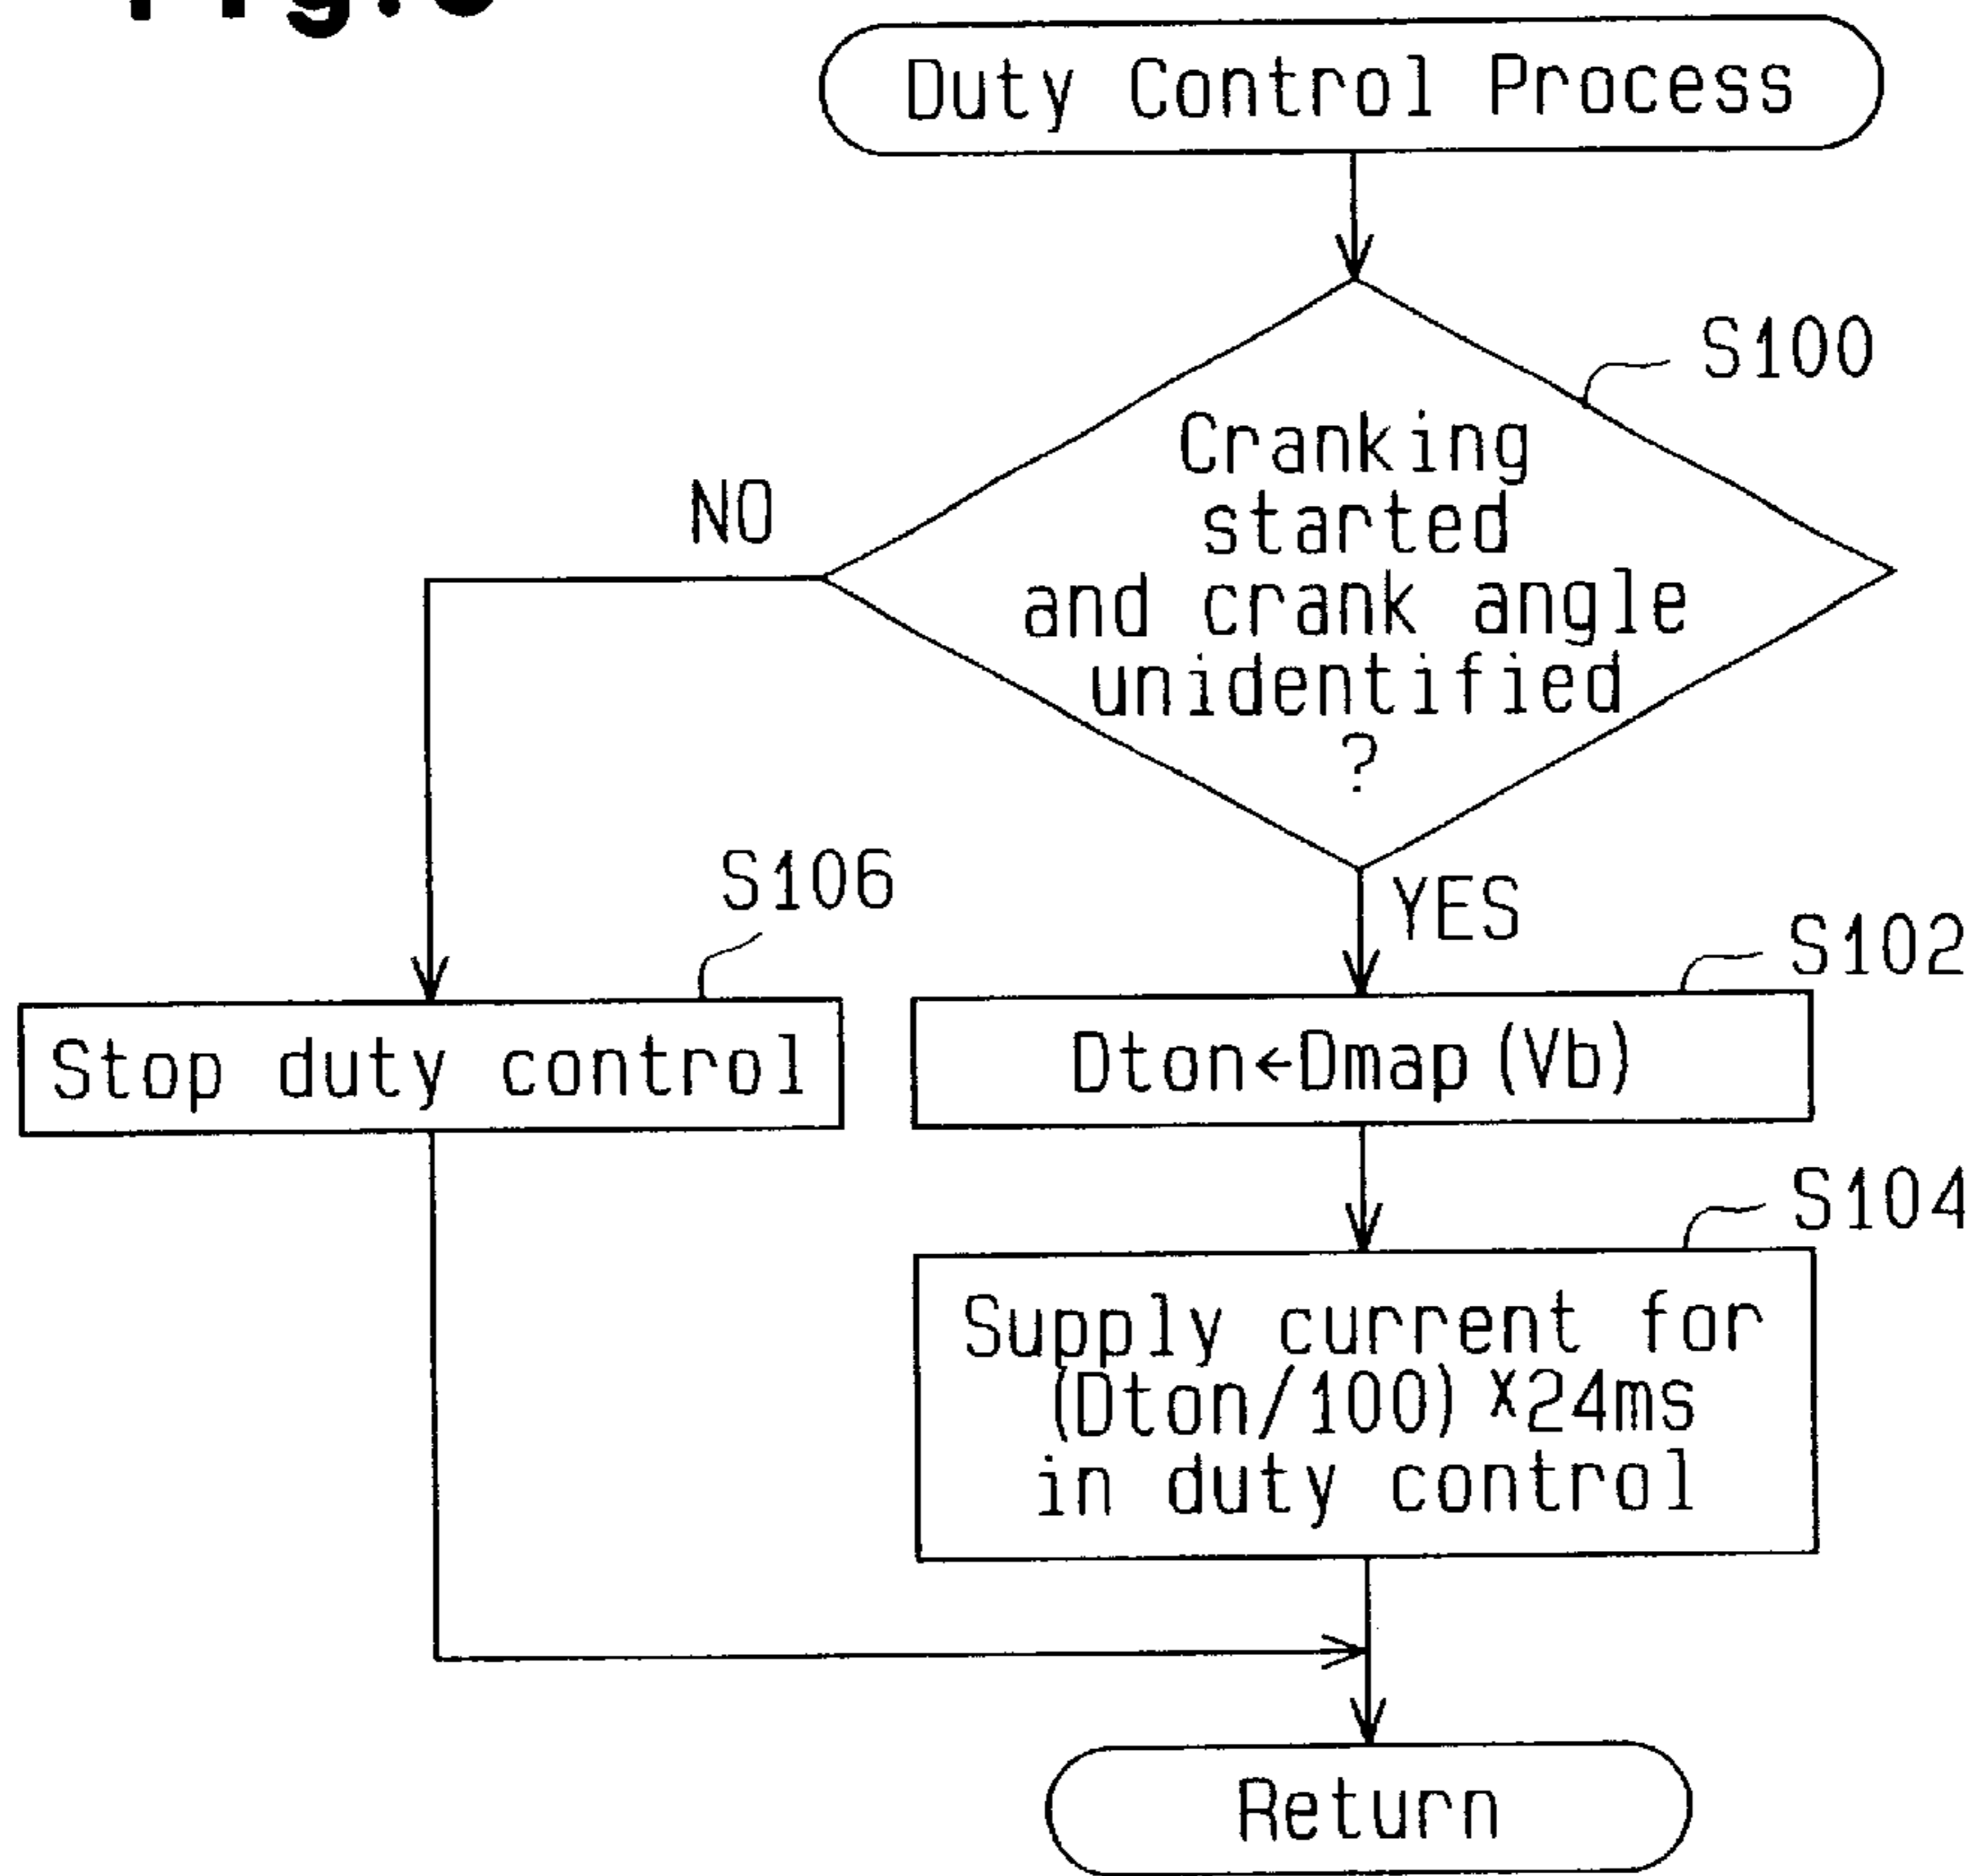 Duty Control Process
S100
Cranking
started
and crank angle
unidentified
?
NO
YES
S106
S102
Stop duty control
Dton←Dmap(Vb)
S104
Supply current for
(Dton/100)X24ms
in duty control
Return